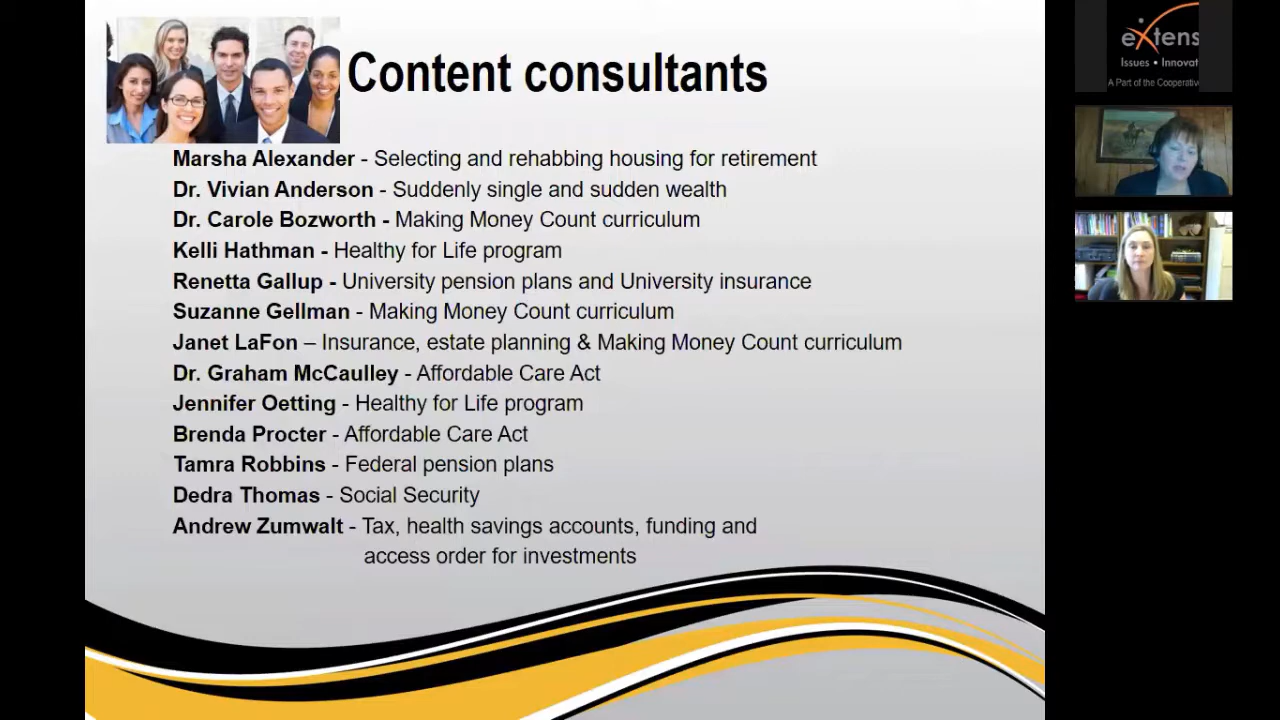 Content consultants
Marsha Alexander - Selecting and rehabbing housing for retirement
Dr. Vivian Anderson - Suddenly single and sudden wealth
Dr. Carole Bozworth - Making Money Count curriculum
Kelli Hathman - Healthy for Life program
Renetta Gallup - University pension plans and University insurance
Suzanne Gellman - Making Money Count curriculum
Janet LaFon – Insurance, estate planning & Making Money Count curriculum
Dr. Graham McCaulley - Affordable Care Act
Jennifer Oetting - Healthy for Life program
Brenda Procter - Affordable Care Act
Tamra Robbins - Federal pension plans
Dedra Thomas - Social Security
Andrew Zumwalt - Tax, health savings accounts, funding and
access order for investments
eXtens
Issues • Innovat
A Part of the Cooperative